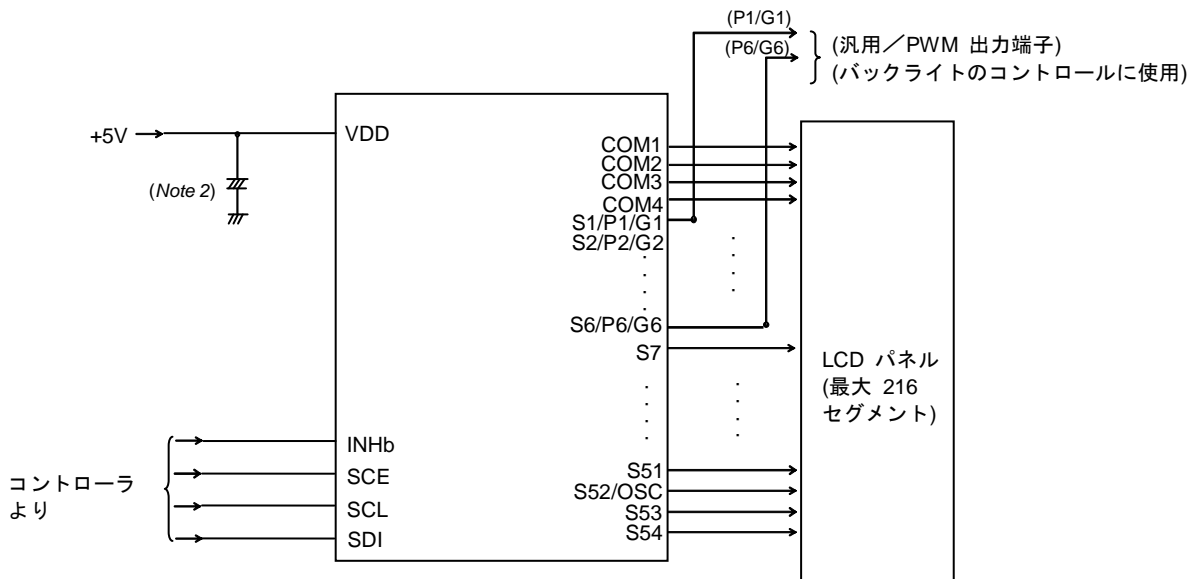 (P1/G1)
(P6/G6)
(汎用／PWM 出力端子)
(バックライトのコントロールに使用)
+5V
VDD
(Note 2)
COM1
COM2
COM3
COM4
S1/P1/G1
S2/P2/G2
S6/P6/G6
S7
LCD パネル
(最大 216
セグメント)
コントローラ
より
INHb
SCE
SCL
SDI
S51
S52/OSC
S53
S54